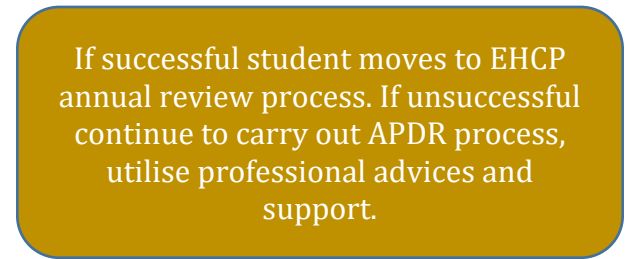 If successful student moves to EHCP
annual review process. If unsuccessful
continue to carry out APDR process,
utilise professional advices and
support.